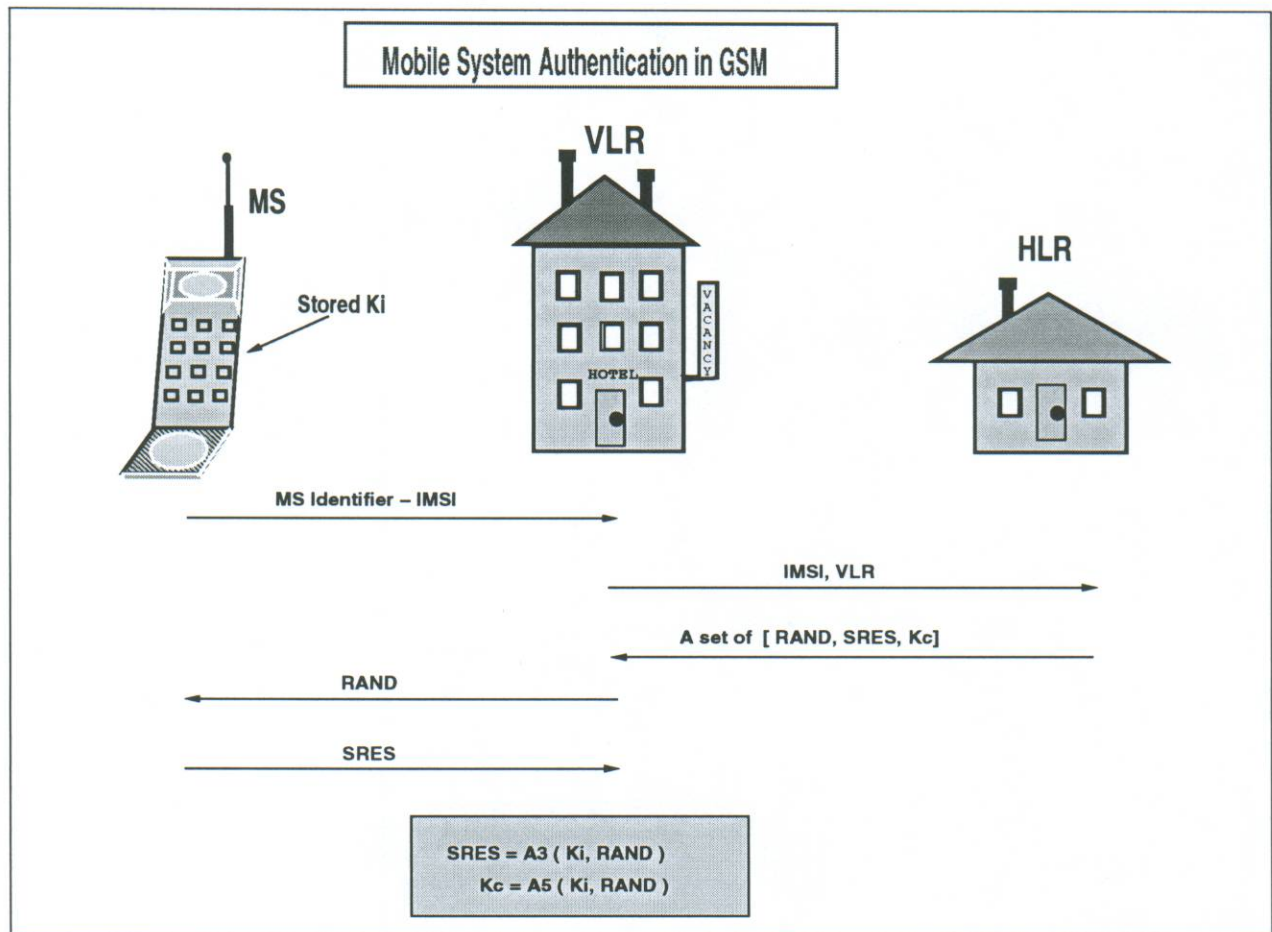 Mobile System Authentication in GSM
VLR
MS
HLR
Stored Ki
VACANCY
HOTEL
MS Identifier – IMSI
IMSI, VLR
A set of [ RAND, SRES, Kc]
RAND
SRES
SRES = A3 ( Ki, RAND )
Kc = A5 ( Ki, RAND )